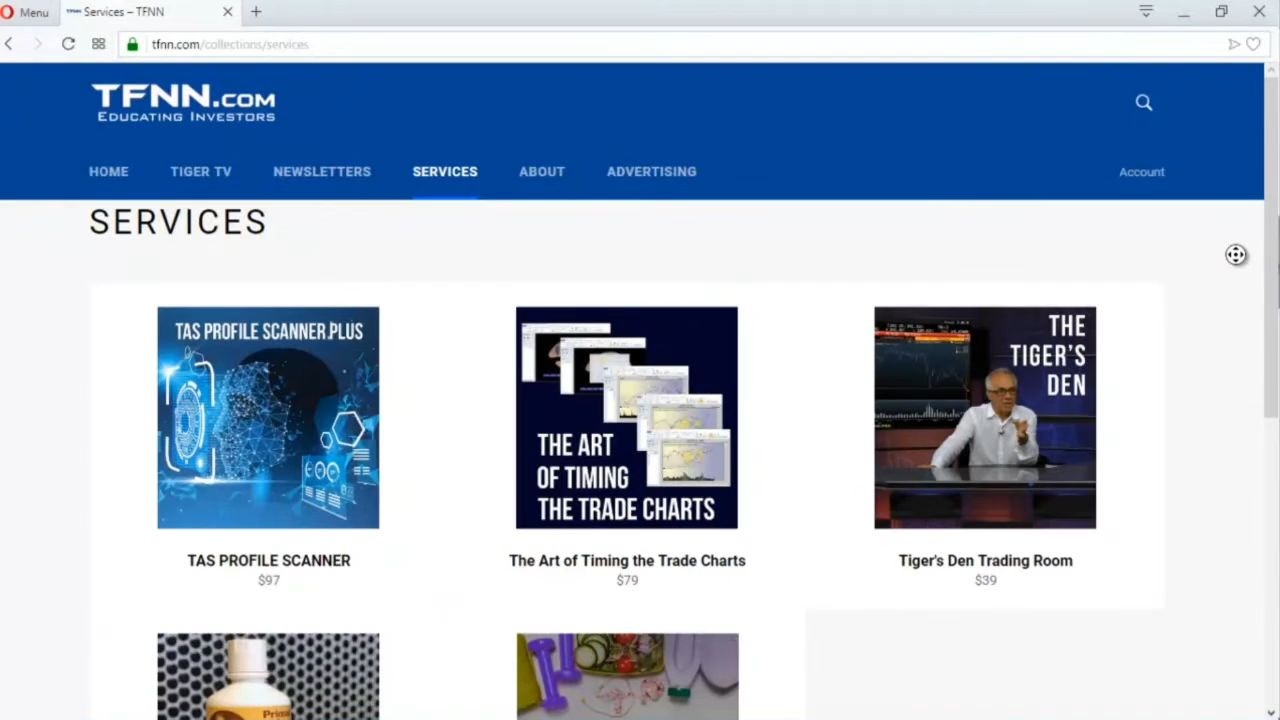 Menu
TFNN Services – TFNN
tfnn.com/collections/services
TFNN.COM
EDUCATING INVESTORS
HOME TIGER TV NEWSLETTERS SERVICES ABOUT ADVERTISING Account
SERVICES
TAS PROFILE SCANNER PLUS
THE ART
OF TIMING
THE TRADE CHARTS
THE
TIGER'S
DEN
TAS PROFILE SCANNER
$97
The Art of Timing the Trade Charts
$79
Tiger's Den Trading Room
$39